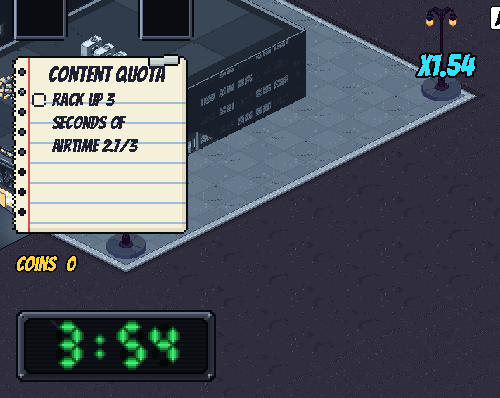 CONTENT QUOTA
RACK UP 3
SECONDS OF
AIRTIME 2.7/3
X1.54
COINS 0
3:54